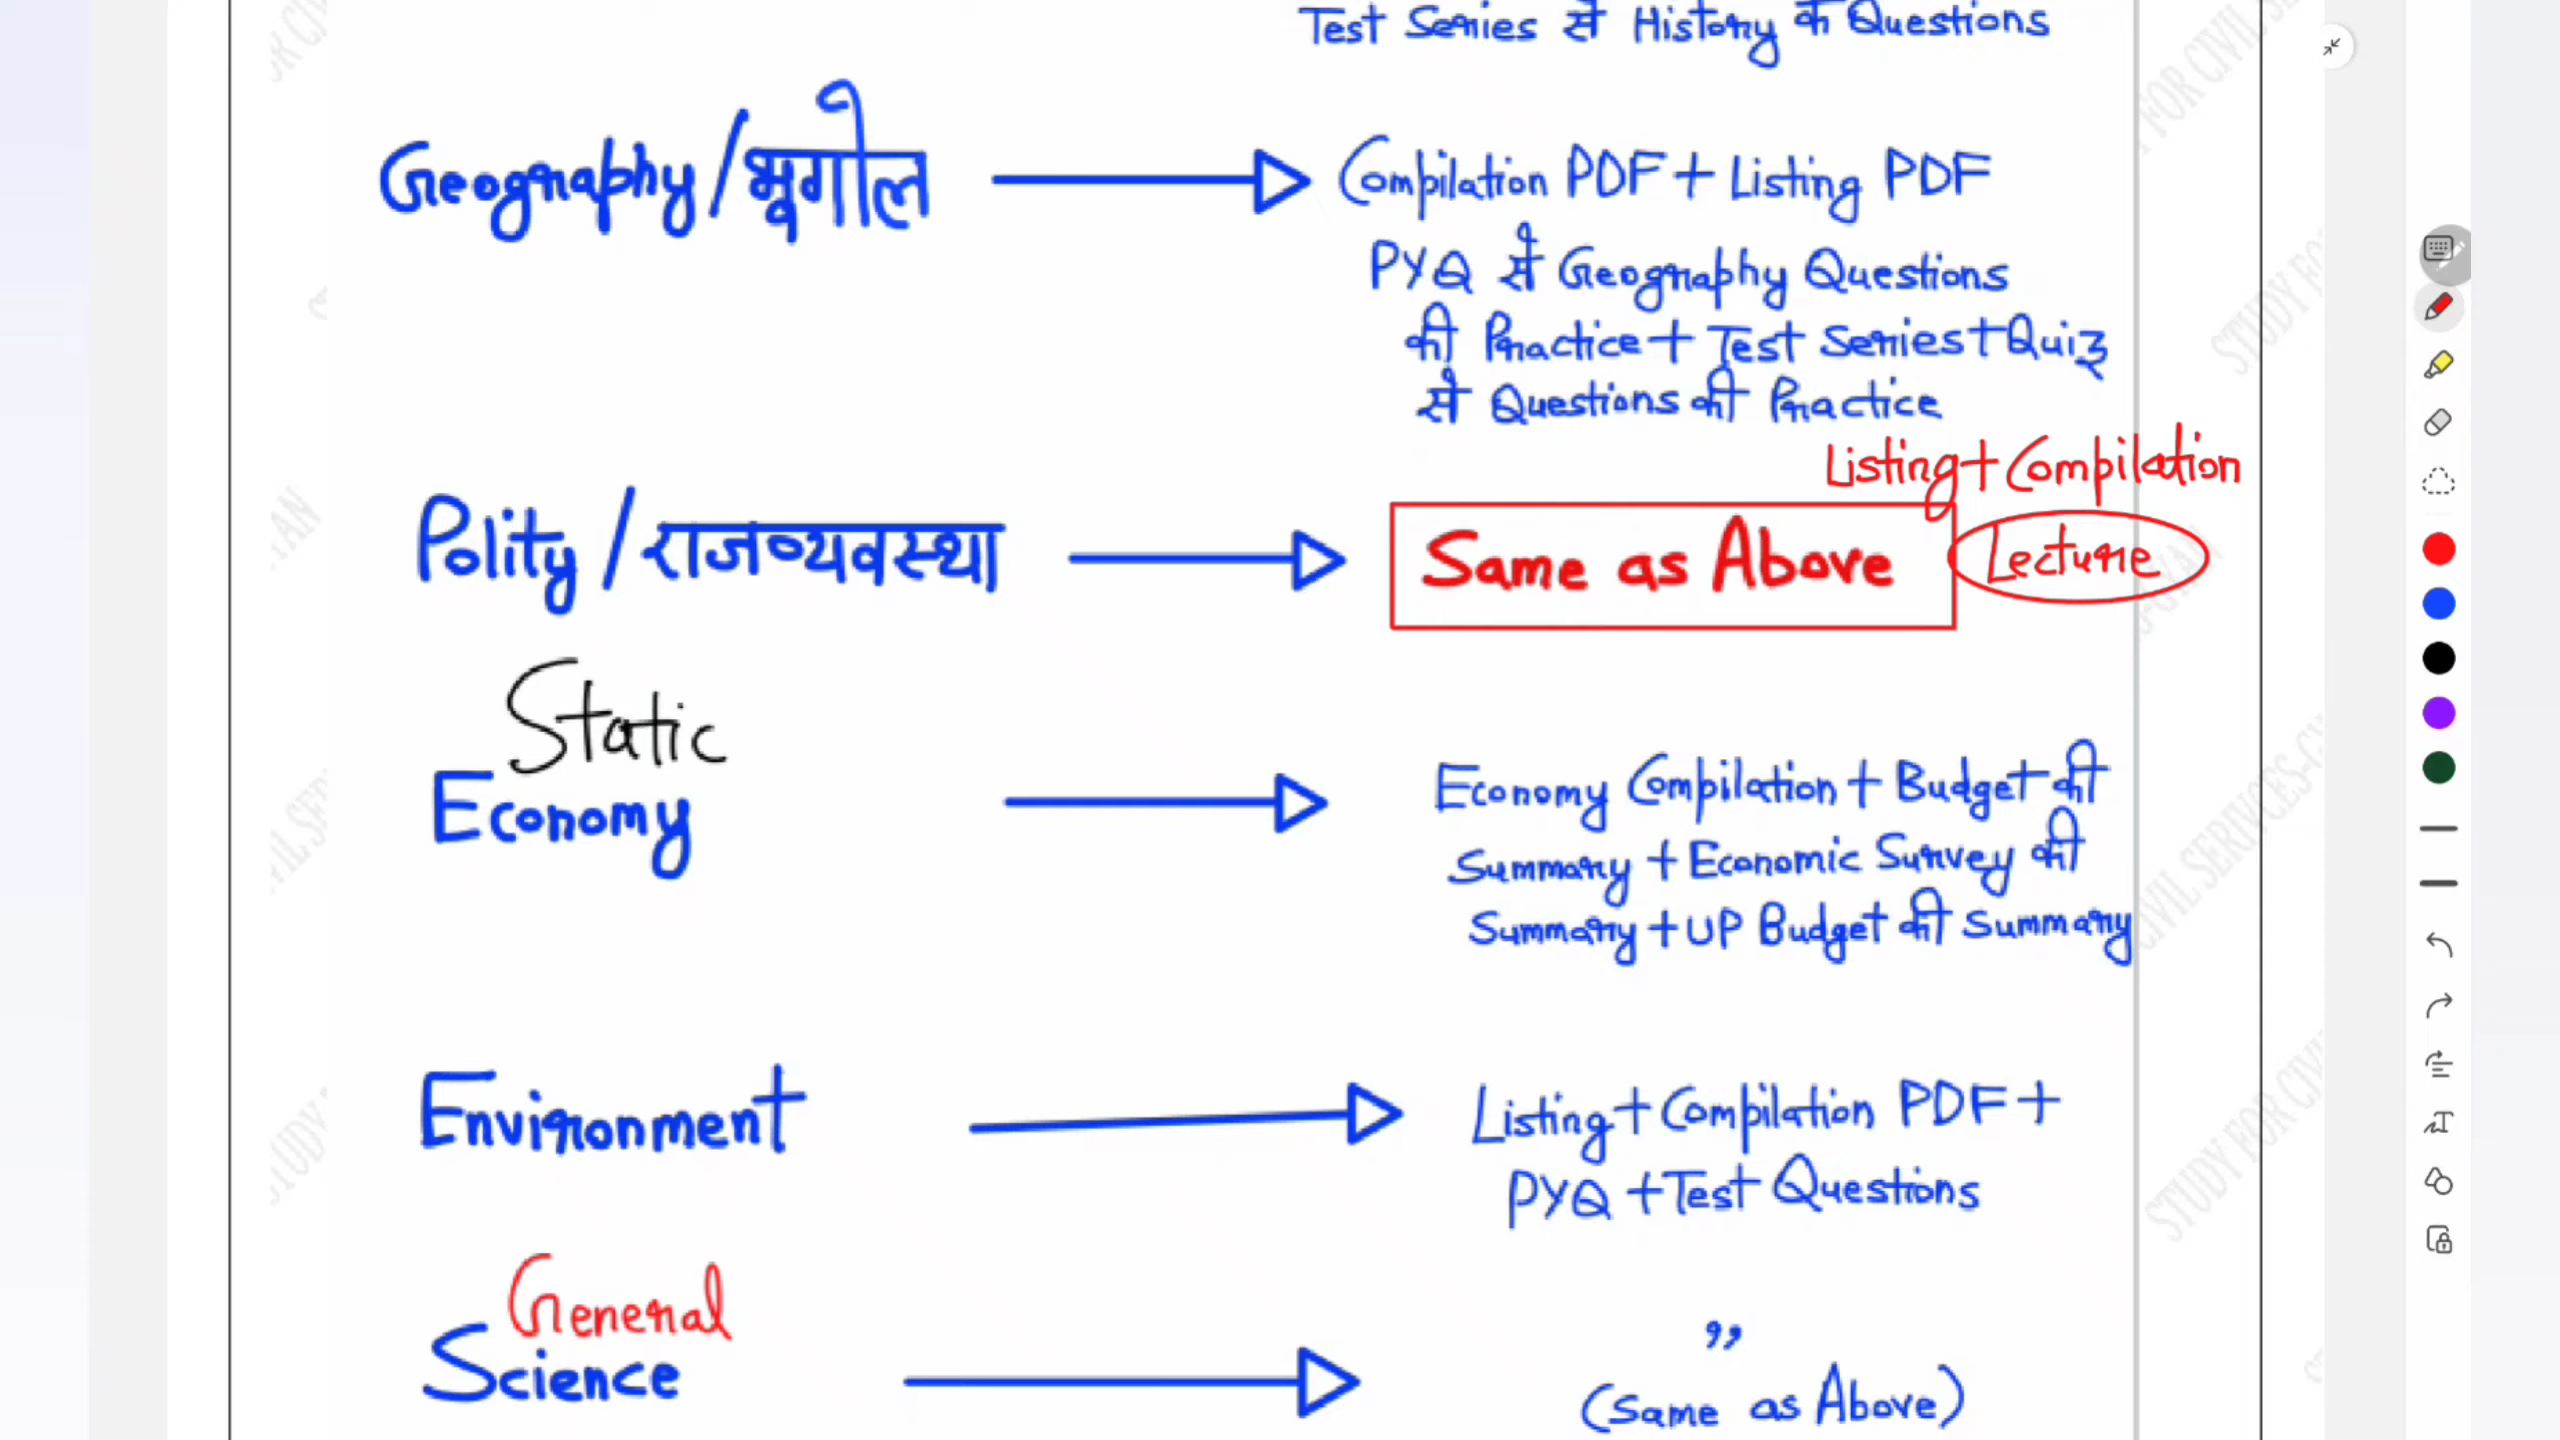 Test Series से History के Questions
Geography/भूगोल → Compilation PDF + Listing PDF
PYQ से Geography Questions
की Practice + Test Series + Quiz
से Questions की Practice
Listing + Compilation
Polity / राजव्यवस्था → Same as Above Lecture
Static
Economy → Economy Compilation + Budget की
Summary + Economic Survey की
Summary + UP Budget की Summary
Environment → Listing + Compilation PDF +
PYQ + Test Questions
General
Science → ”
(Same as Above)